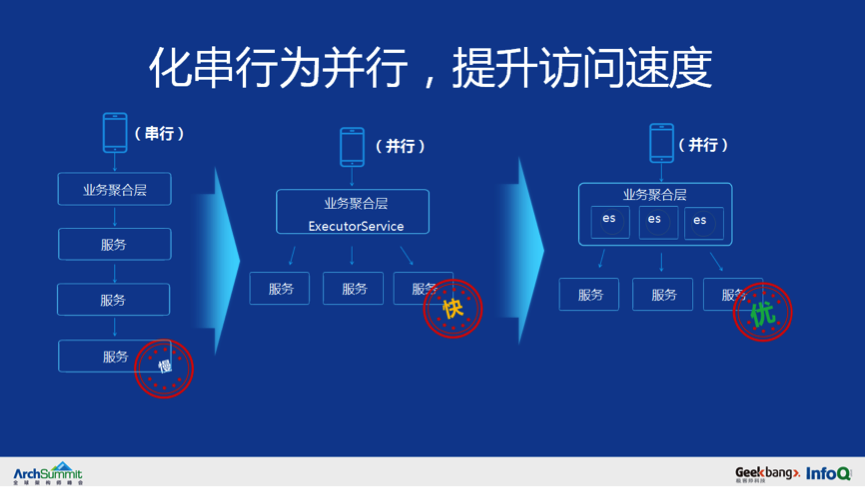 化串行为并行，提升访问速度
（串行）
业务聚合层
服务
服务
服务
慢
（并行）
业务聚合层
ExecutorService
服务
服务
服务
快
（并行）
业务聚合层
es
es
es
服务
服务
服务
优
ArchSummit
全球架构师峰会
Geekbang>.
极客邦科技
InfoQ